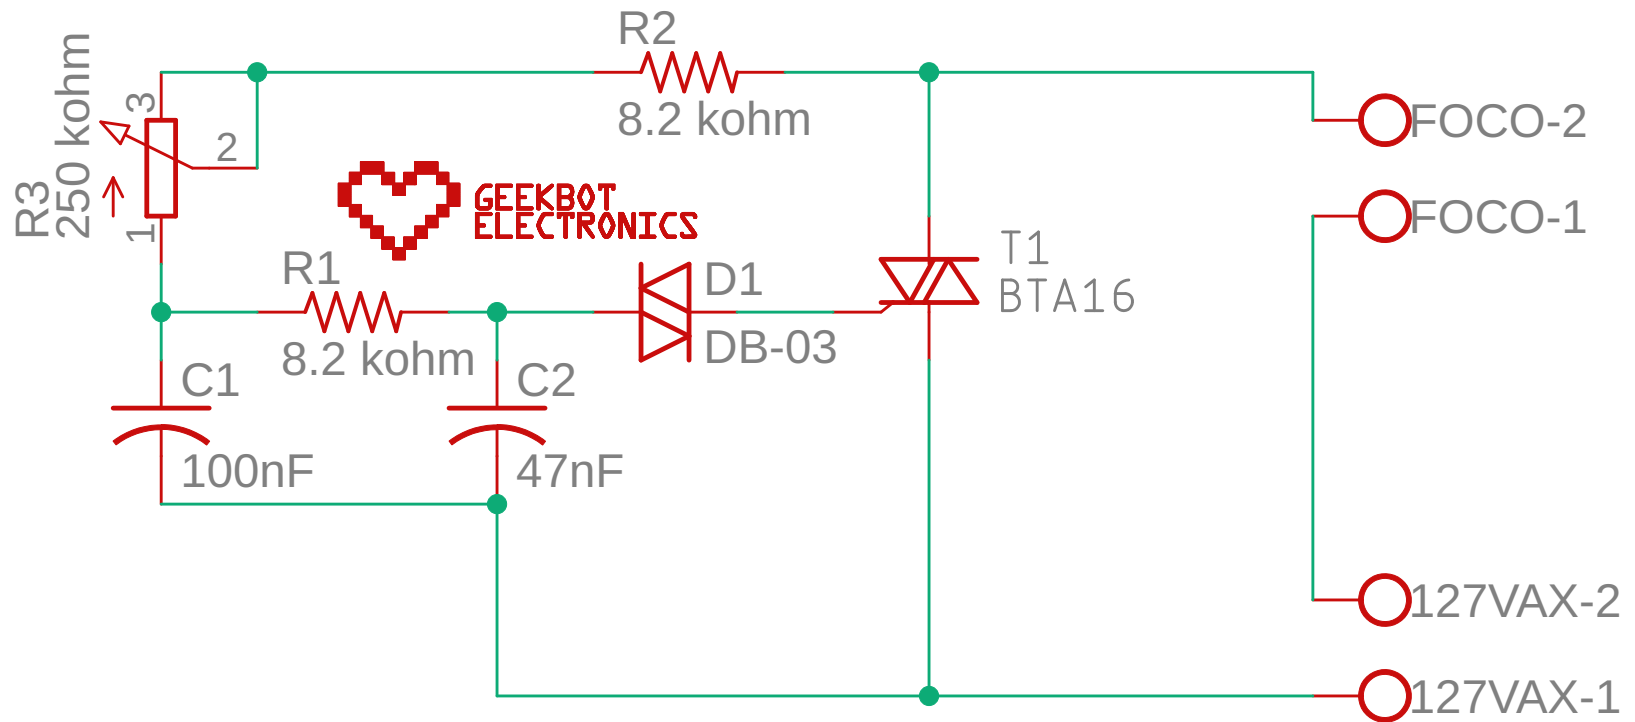 R2
8.2 kohm
R3
250 kohm
3
2
1
FOCO-2
FOCO-1
GEEKBOT
ELECTRONICS
R1
8.2 kohm
D1
DB-03
T1
BTA16
C1
100nF
C2
47nF
127VAX-2
127VAX-1